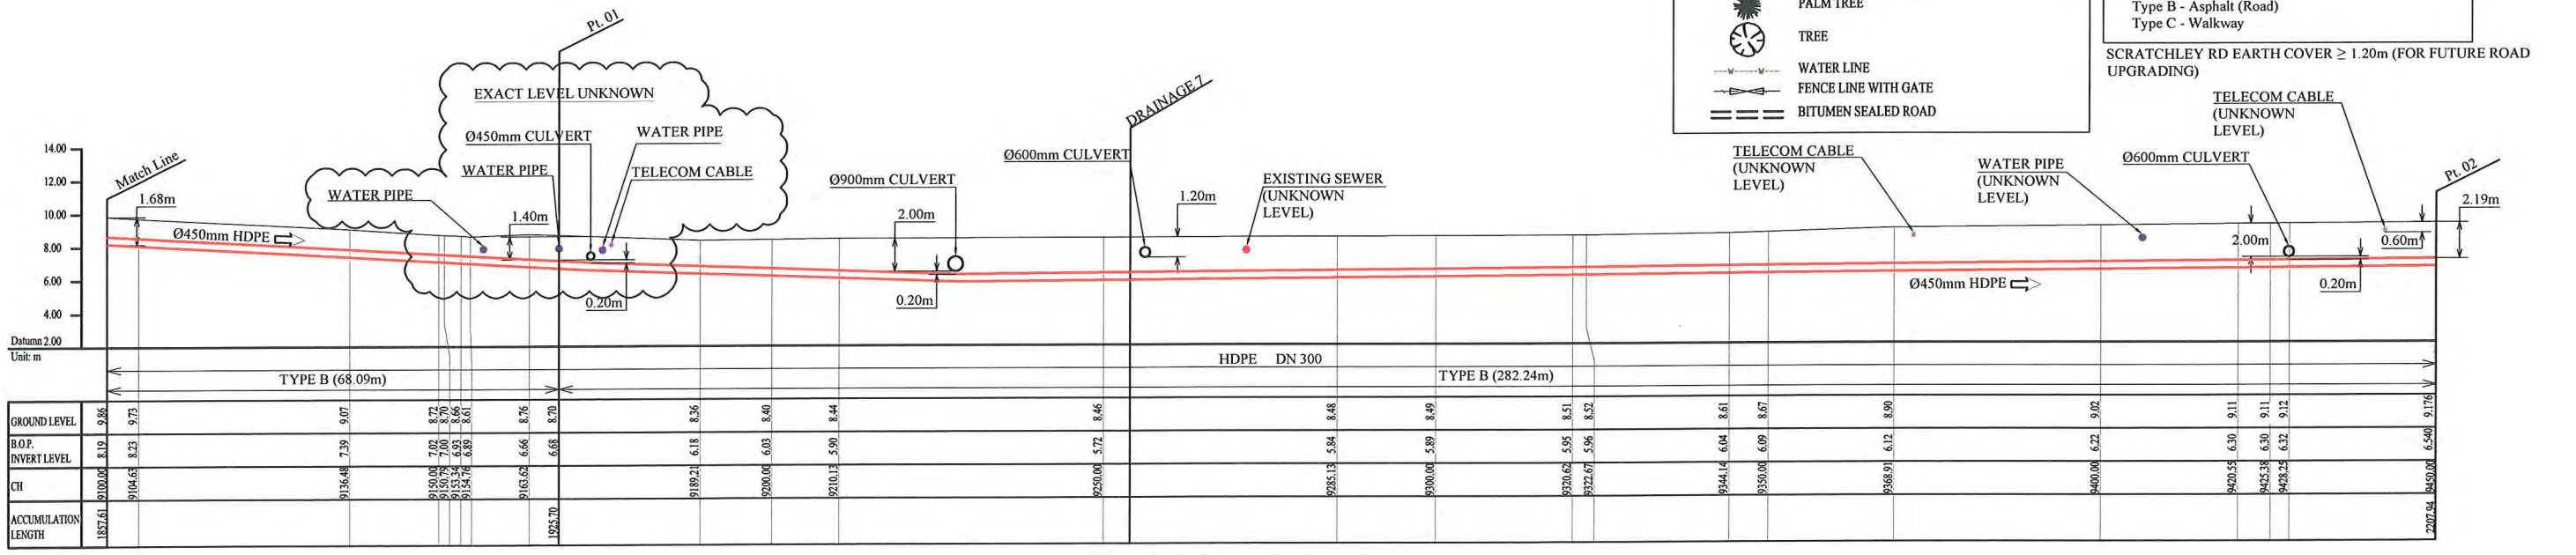 PALM TREE
TREE
WATER LINE
FENCE LINE WITH GATE
BITUMEN SEALED ROAD
Type B - Asphalt (Road)
Type C - Walkway
SCRATCHLEY RD EARTH COVER ≥ 1.20m (FOR FUTURE ROAD
UPGRADING)
Pt. 01
EXACT LEVEL UNKNOWN
Ø450mm CULVERT
WATER PIPE
WATER PIPE
TELECOM CABLE
WATER PIPE
Match Line
1.68m
Ø450mm HDPE
1.40m
0.20m
Ø900mm CULVERT
2.00m
0.20m
DRAINAGE 7
Ø600mm CULVERT
1.20m
EXISTING SEWER
(UNKNOWN
LEVEL)
TELECOM CABLE
(UNKNOWN
LEVEL)
WATER PIPE
(UNKNOWN
LEVEL)
Ø600mm CULVERT
TELECOM CABLE
(UNKNOWN
LEVEL)
Pt. 02
2.19m
2.00m
0.60m
0.20m
Ø450mm HDPE
14.00
12.00
10.00
8.00
6.00
4.00
Datumn 2.00
Unit: m
HDPE DN 300
TYPE B (68.09m)
TYPE B (282.24m)
GROUND LEVEL 9.86 9.73 9.07 8.72 8.70 8.66 8.61 8.76 8.70 8.36 8.40 8.44 8.46 8.48 8.49 8.51 8.52 8.61 8.67 8.90 9.02 9.11 9.11 9.12 9.176
B.O.P.
INVERT LEVEL 8.119 8.23 7.39 7.02 7.00 6.93 6.89 6.66 6.68 6.18 6.03 5.90 5.72 5.84 5.89 5.95 5.96 6.04 6.09 6.12 6.22 6.30 6.30 6.32 6.540
CH 9100.00 9104.63 9136.48 9150.00 9150.79 9153.34 9154.76 9163.62 9189.21 9200.00 9210.13 9250.00 9285.13 9300.00 9320.62 9322.67 9344.14 9350.00 9368.91 9400.00 9420.55 9425.38 9428.25 9450.00
ACCUMULATION
LENGTH 1857.61 1925.70 2207.94